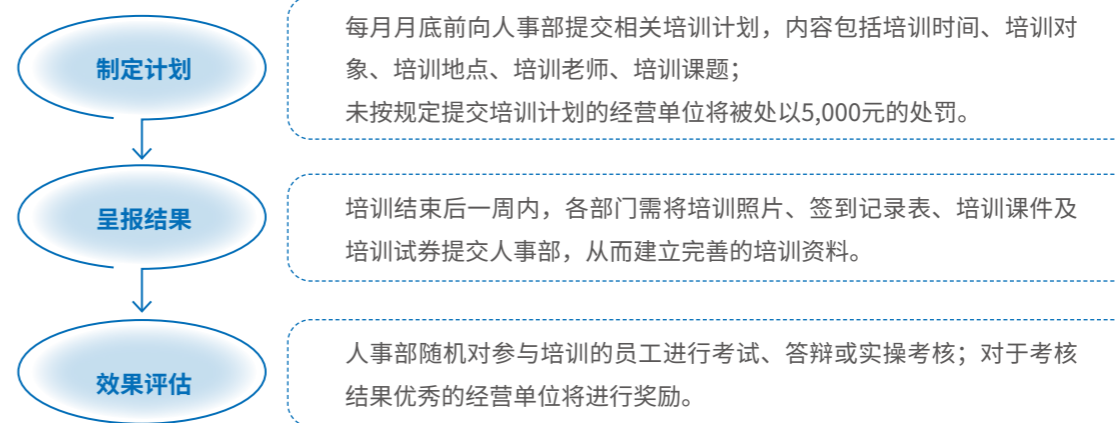 制定计划
每月月底前向人事部提交相关培训计划，内容包括培训时间、培训对
象、培训地点、培训老师、培训课题；
未按规定提交培训计划的经营单位将被处以5,000元的处罚。
呈报结果
培训结束后一周内，各部门需将培训照片、签到记录表、培训课件及
培训试券提交人事部，从而建立完善的培训资料。
效果评估
人事部随机对参与培训的员工进行考试、答辩或实操考核；对于考核
结果优秀的经营单位将进行奖励。